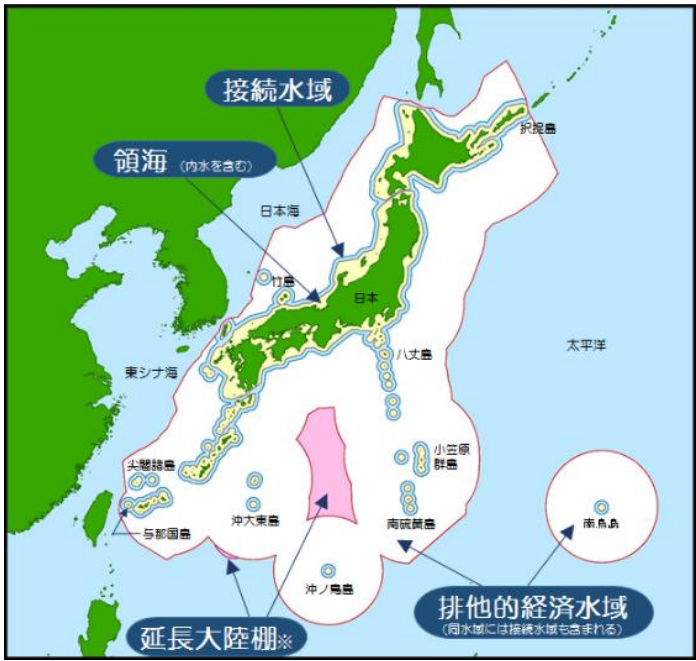 接続水域
領海 (内水を含む)
択捉島
日本海
竹島
日本
太平洋
八丈島
東シナ海
小笠原
群島
尖閣諸島
沖大東島
南硫黄島
南鳥島
与那国島
沖ノ鳥島
排他的経済水域
(同水域には接続水域も含まれる)
延長大陸棚※